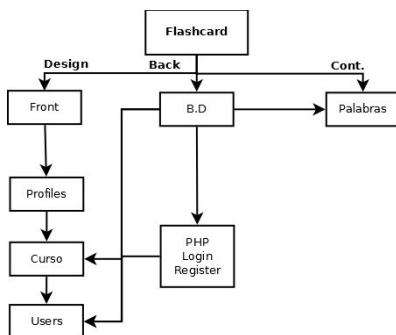 Flashcard
Design
Back
Cont.
Front
B.D
Palabras
Profiles
Curso
PHP
Login
Register
Users